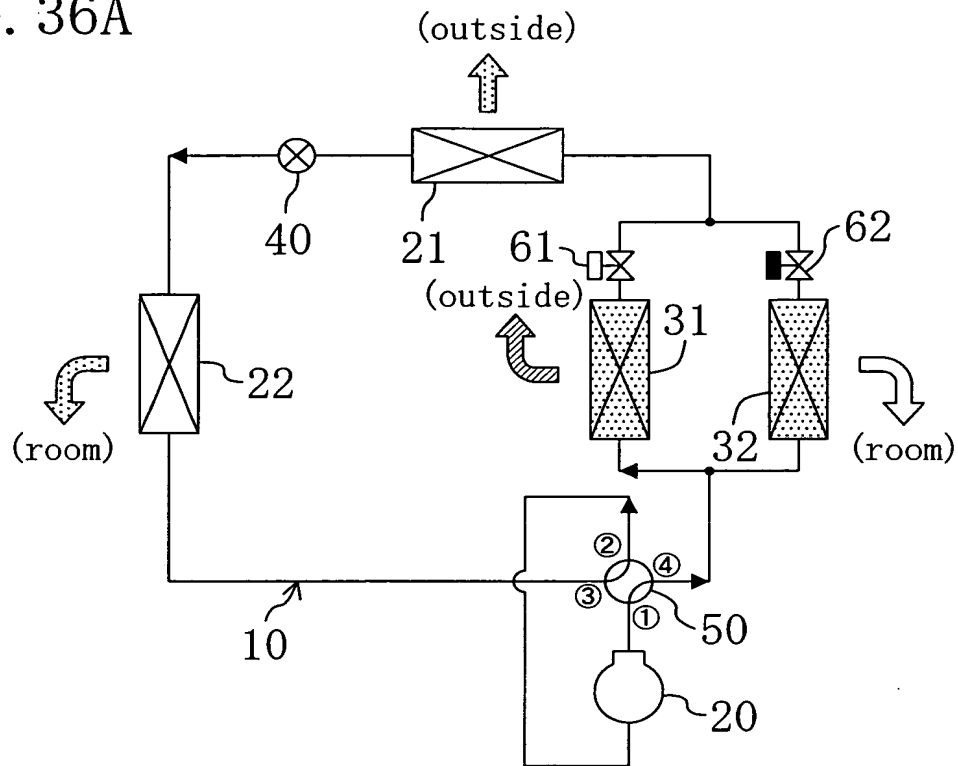 . 36A
(outside)
40
21
61
62
(outside)
31
22
(room)
32
(room)
②
④
③
①
50
10
20